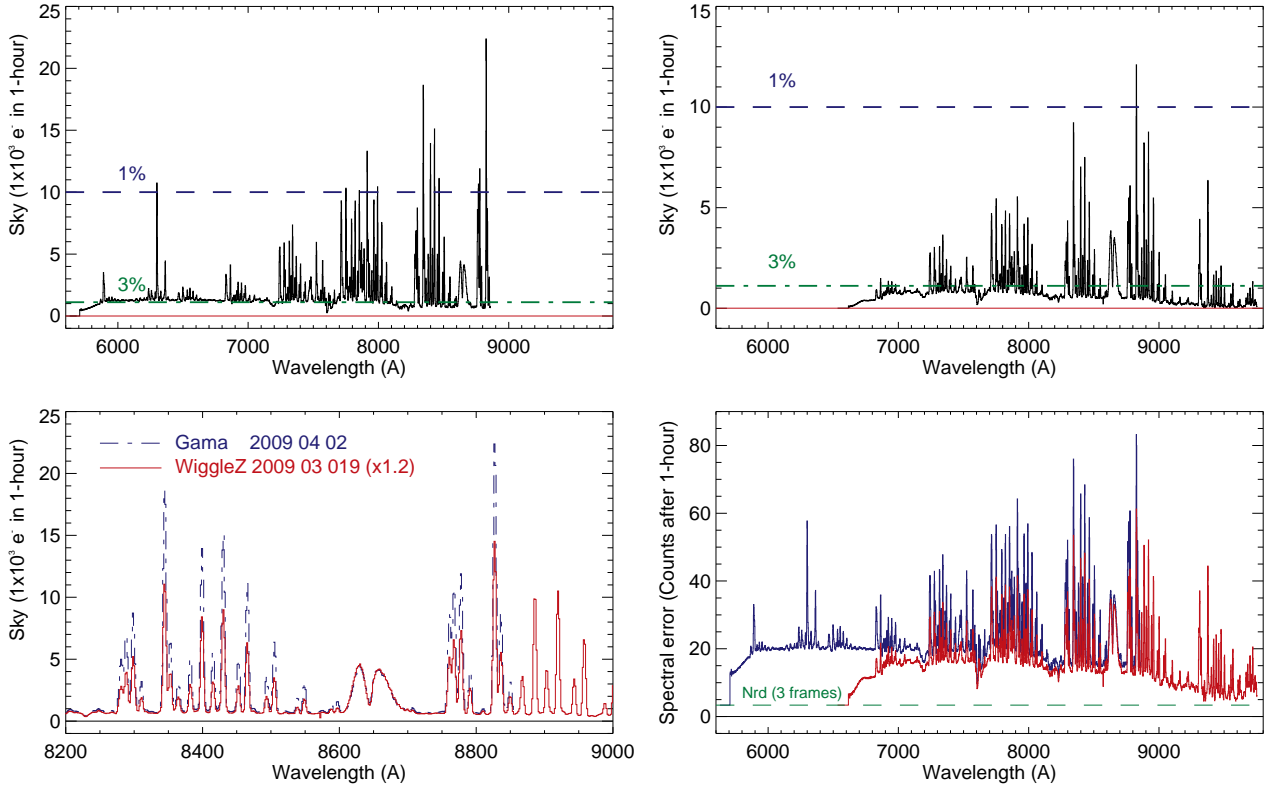 25
20
15
10
5
0
Sky (1x10³ e⁻ in 1-hour)
1%
3%
6000 7000 8000 9000
Wavelength (A)
15
10
5
0
Sky (1x10³ e⁻ in 1-hour)
1%
3%
6000 7000 8000 9000
Wavelength (A)
25
20
15
10
5
0
Sky (1x10³ e⁻ in 1-hour)
Gama 2009 04 02
WiggleZ 2009 03 019 (x1.2)
8200 8400 8600 8800 9000
Wavelength (A)
80
60
40
20
0
Spectral error (Counts after 1-hour)
Nrd (3 frames)
6000 7000 8000 9000
Wavelength (A)